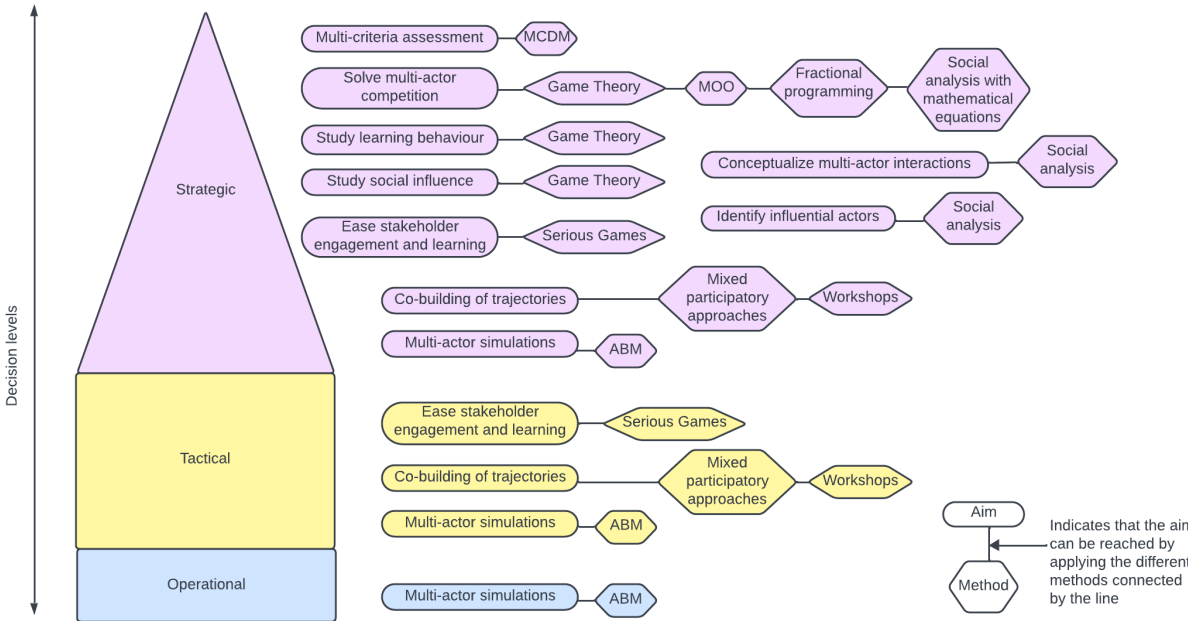 Decision levels
Strategic
Tactical
Operational
Multi-criteria assessment
MCDM
Solve multi-actor
competition
Game Theory
MOO
Fractional
programming
Social
analysis with
mathematical
equations
Study learning behaviour
Game Theory
Conceptualize multi-actor interactions
Social
analysis
Study social influence
Game Theory
Identify influential actors
Social
analysis
Ease stakeholder
engagement and learning
Serious Games
Co-building of trajectories
Mixed
participatory
approaches
Workshops
Multi-actor simulations
ABM
Ease stakeholder
engagement and learning
Serious Games
Co-building of trajectories
Mixed
participatory
approaches
Workshops
Multi-actor simulations
ABM
Multi-actor simulations
ABM
Aim
Method
Indicates that the aim
can be reached by
applying the different
methods connected
by the line